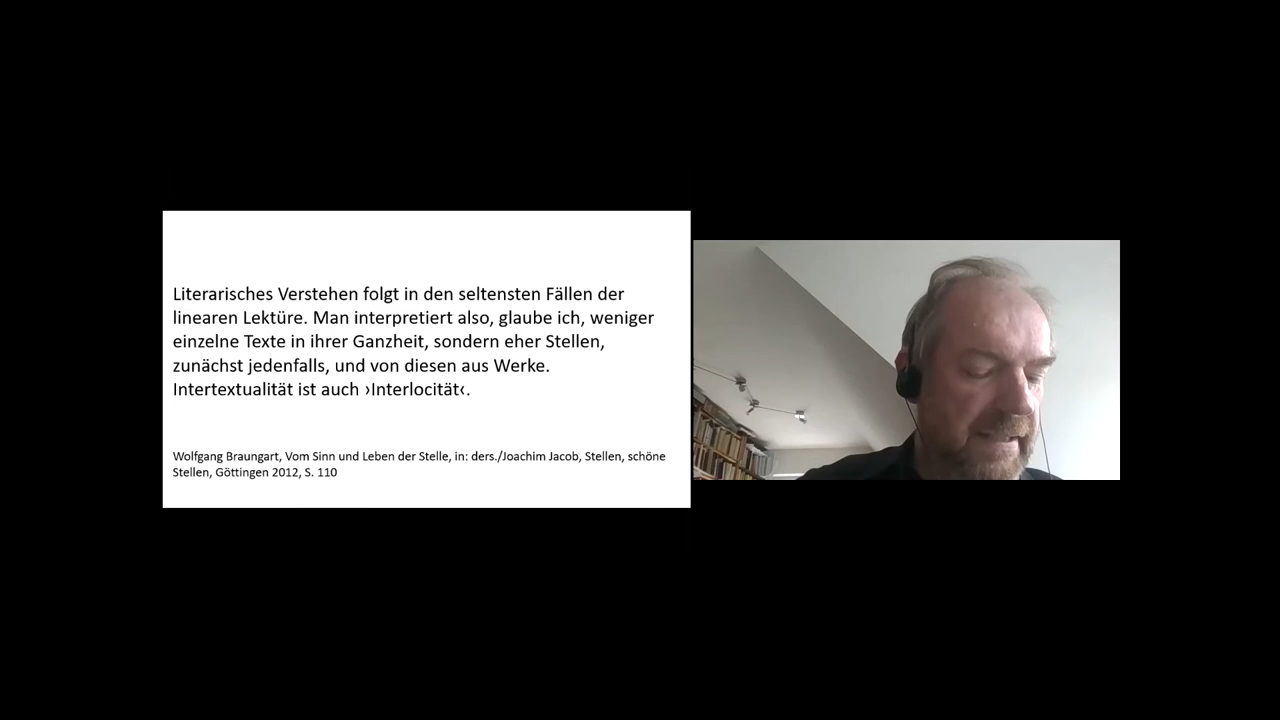 Literarisches Verstehen folgt in den seltensten Fällen der
linearen Lektüre. Man interpretiert also, glaube ich, weniger
einzelne Texte in ihrer Ganzheit, sondern eher Stellen,
zunächst jedenfalls, und von diesen aus Werke.
Intertextualität ist auch ›Interlocität‹.
Wolfgang Braungart, Vom Sinn und Leben der Stelle, in: ders./Joachim Jacob, Stellen, schöne
Stellen, Göttingen 2012, S. 110